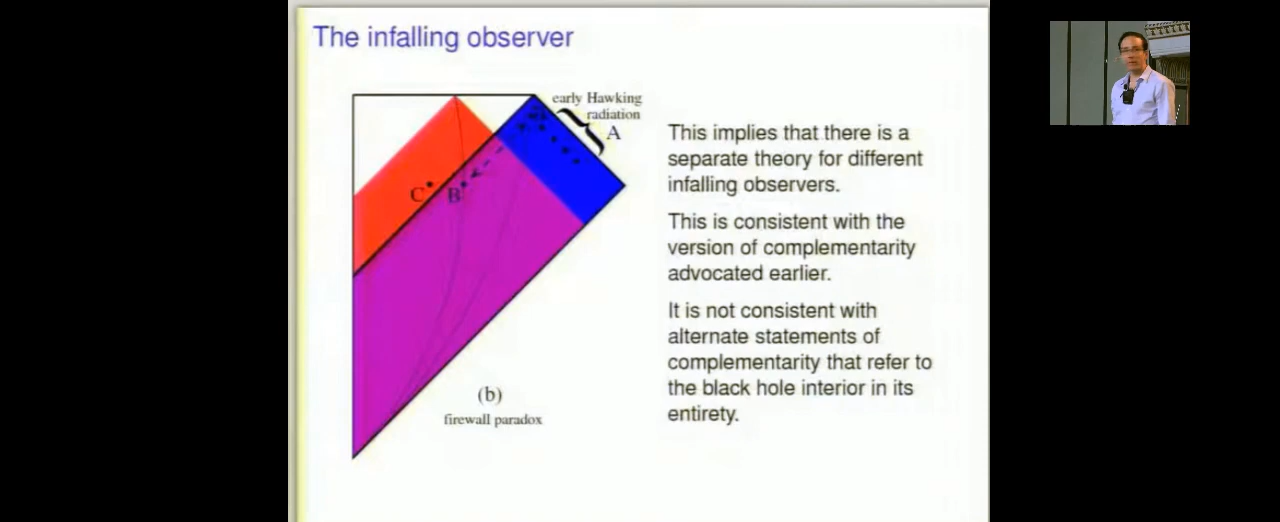 The infalling observer
early Hawking
radiation
A
C
B
(b)
firewall paradox
This implies that there is a
separate theory for different
infalling observers.
This is consistent with the
version of complementarity
advocated earlier.
It is not consistent with
alternate statements of
complementarity that refer to
the black hole interior in its
entirety.